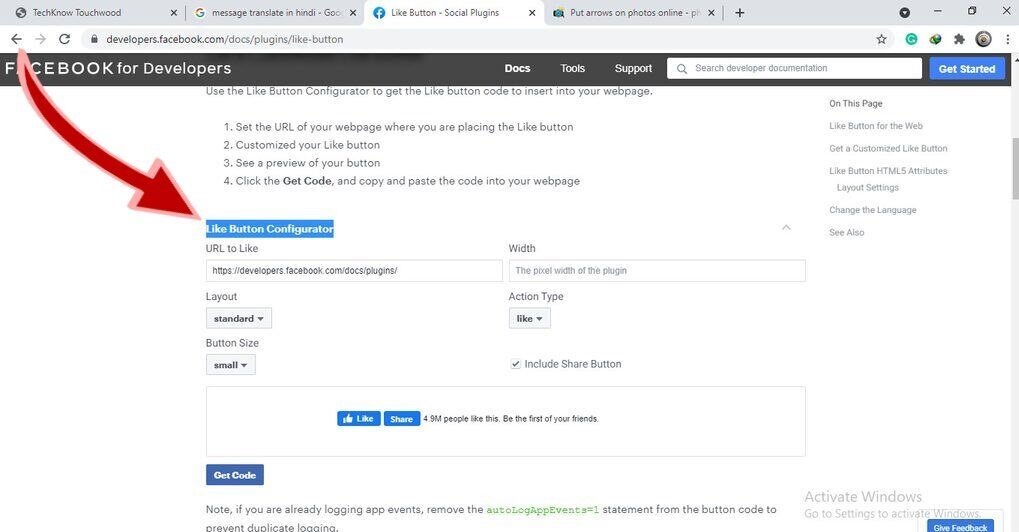 TechKnow Touchwood
message translate in hindi - Goo
Like Button - Social Plugins
Put arrows on photos online - ph
developers.facebook.com/docs/plugins/like-button
FACEBOOK for Developers
Docs
Tools
Support
Search developer documentation
Get Started
Use the Like Button Configurator to get the Like button code to insert into your webpage.
1. Set the URL of your webpage where you are placing the Like button
2. Customized your Like button
3. See a preview of your button
4. Click the Get Code, and copy and paste the code into your webpage
Like Button Configurator
URL to Like
Width
https://developers.facebook.com/docs/plugins/
The pixel width of the plugin
Layout
Action Type
standard
like
Button Size
small
Include Share Button
Like
Share
4.9M people like this. Be the first of your friends.
Get Code
Note, if you are already logging app events, remove the autoLogAppEvents=1 statement from the button code to
prevent duplicate logging.
On This Page
Like Button for the Web
Get a Customized Like Button
Like Button HTML5 Attributes
Layout Settings
Change the Language
See Also
Activate Windows
Go to Settings to activate Windows.
Give Feedback